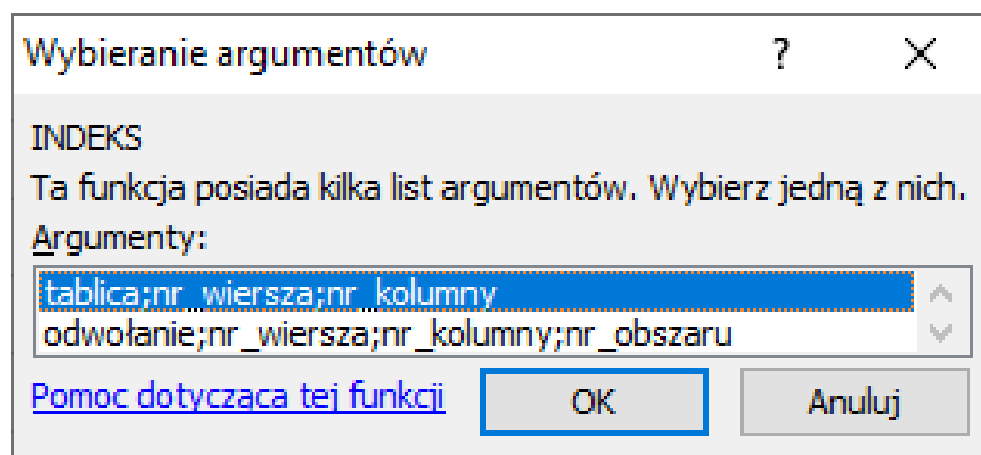 Wybieranie argumentów ? ×
INDEKS
Ta funkcja posiada kilka list argumentów. Wybierz jedną z nich.
Argumenty:
tablica;nr_wiersza;nr_kolumny
odwołanie;nr_wiersza;nr_kolumny;nr_obszaru
Pomoc dotycząca tej funkcji OK Anuluj